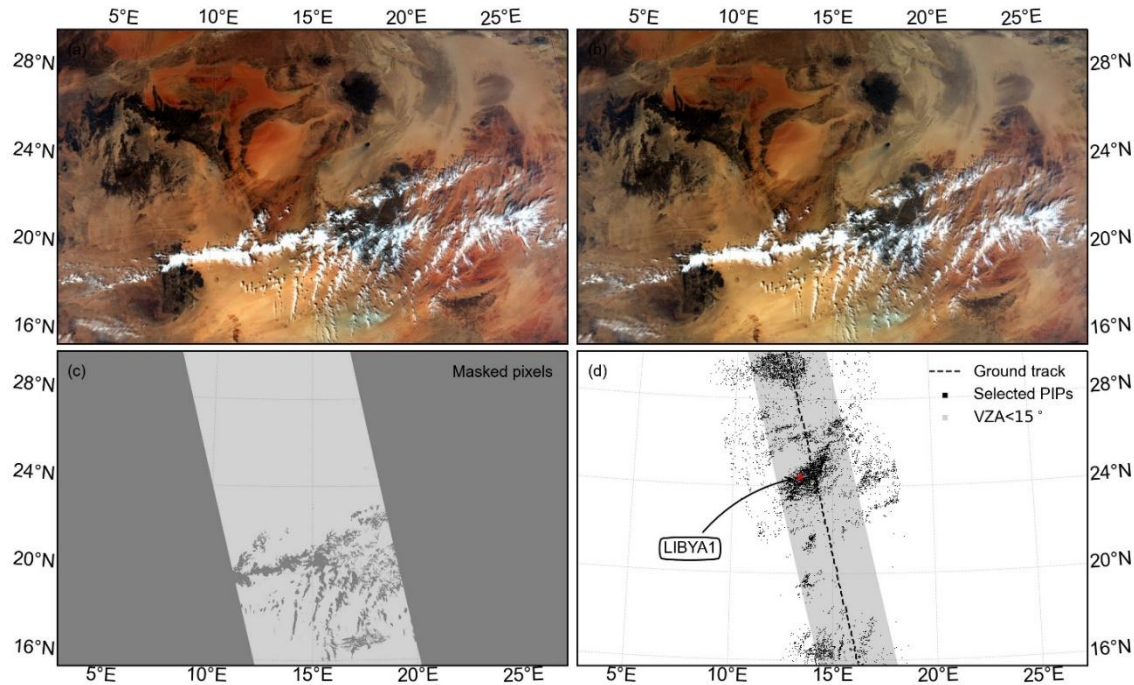 5°E 10°E 15°E 20°E 25°E 5°E 10°E 15°E 20°E 25°E
28°N (a) (b) 28°N
24°N 24°N
20°N 20°N
16°N 16°N
(c) Masked pixels (d) Ground track
28°N Selected PIPs 28°N
VZA<15°
24°N 24°N
LIBYA1
20°N 20°N
16°N 16°N
5°E 10°E 15°E 20°E 25°E 5°E 10°E 15°E 20°E 25°E